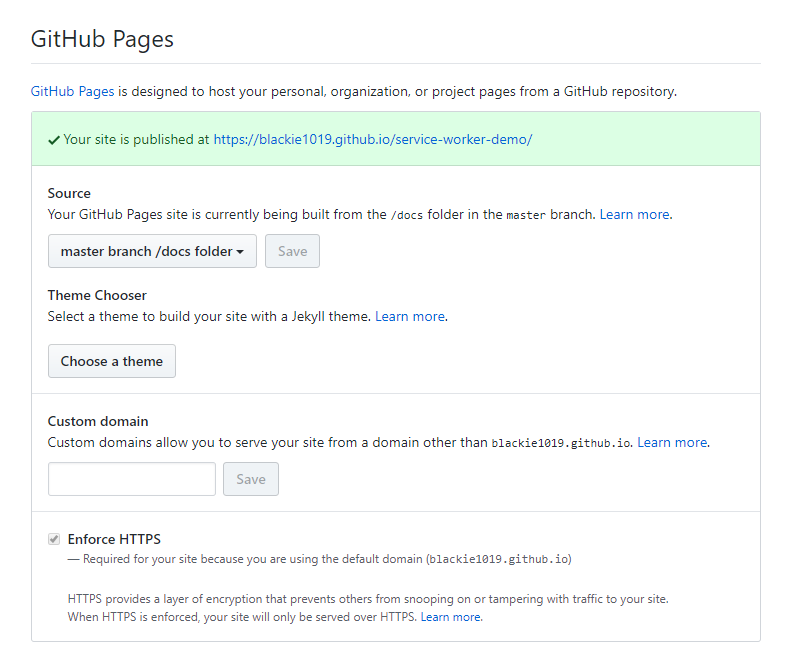 GitHub Pages
GitHub Pages is designed to host your personal, organization, or project pages from a GitHub repository.
Your site is published at https://blackie1019.github.io/service-worker-demo/
Source
Your GitHub Pages site is currently being built from the /docs folder in the master branch. Learn more.
master branch /docs folder
Save
Theme Chooser
Select a theme to build your site with a Jekyll theme. Learn more.
Choose a theme
Custom domain
Custom domains allow you to serve your site from a domain other than blackie1019.github.io. Learn more.
Save
Enforce HTTPS
— Required for your site because you are using the default domain (blackie1019.github.io)
HTTPS provides a layer of encryption that prevents others from snooping on or tampering with traffic to your site.
When HTTPS is enforced, your site will only be served over HTTPS. Learn more.